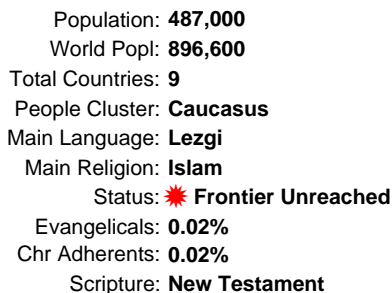 Population: 487,000
World Popl: 896,600
Total Countries: 9
People Cluster: Caucasus
Main Language: Lezgi
Main Religion: Islam
Status: Frontier Unreached
Evangelicals: 0.02%
Chr Adherents: 0.02%
Scripture: New Testament